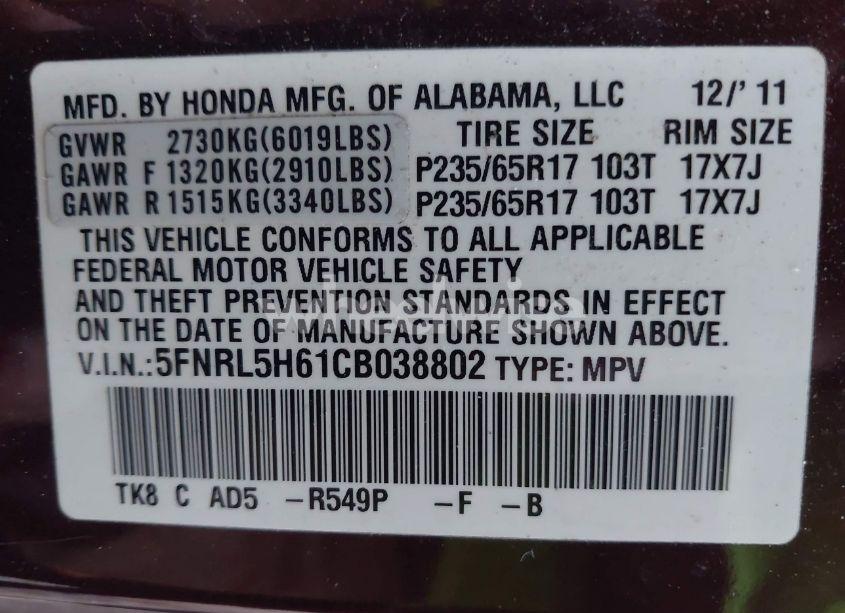 MFD. BY HONDA MFG. OF ALABAMA, LLC 12/'11
GVWR 2730KG(6019LBS) TIRE SIZE RIM SIZE
GAWR F 1320KG(2910LBS) P235/65R17 103T 17X7J
GAWR R 1515KG(3340LBS) P235/65R17 103T 17X7J
THIS VEHICLE CONFORMS TO ALL APPLICABLE
FEDERAL MOTOR VEHICLE SAFETY
AND THEFT PREVENTION STANDARDS IN EFFECT
ON THE DATE OF MANUFACTURE SHOWN ABOVE.
V.I.N.:5FNRL5H61CB038802 TYPE: MPV
TK8 C AD5 -R549P -F -B